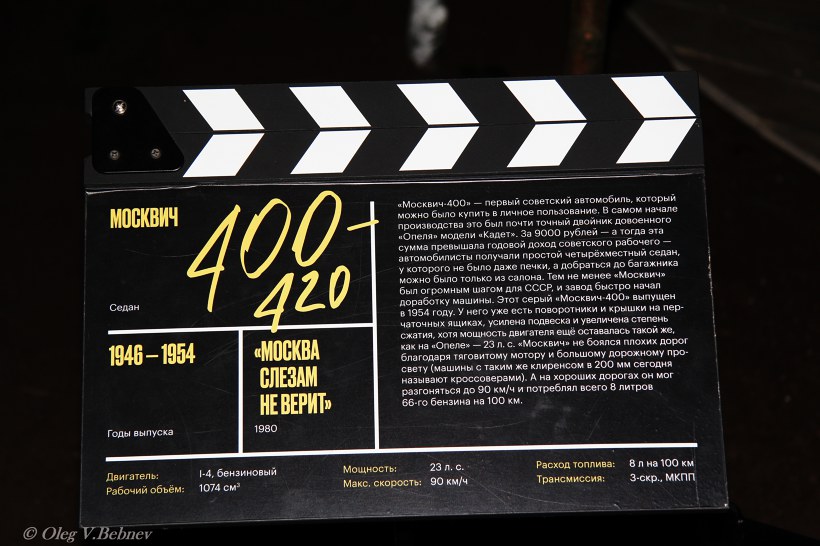 МОСКВИЧ
400-
420
Седан
1946 – 1954
Годы выпуска
«МОСКВА
СЛЕЗАМ
НЕ ВЕРИТ»
1980
«Москвич-400» — первый советский автомобиль, который
можно было купить в личное пользование. В самом начале
производства это был почти точный двойник довоенного
«Опеля» модели «Кадет». За 9000 рублей — а тогда эта
сумма превышала годовой доход советского рабочего —
автомобилисты получали простой четырёхместный седан,
у которого не было даже печки, а добраться до багажника
можно было только из салона. Тем не менее «Москвич»
был огромным шагом для СССР, и завод быстро начал
доработку машины. Этот серый «Москвич-400» выпущен
в 1954 году. У него уже есть поворотники и крышки на пер-
чаточных ящиках, усилена подвеска и увеличена степень
сжатия, хотя мощность двигателя ещё оставалась такой же,
как на «Опеле» — 23 л. с. «Москвич» не боялся плохих дорог
благодаря тяговитому мотору и большому дорожному про-
свету (машины с таким же клиренсом в 200 мм сегодня
называют кроссоверами). А на хороших дорогах он мог
разгоняться до 90 км/ч и потреблял всего 8 литров
66-го бензина на 100 км.
Двигатель: I-4, бензиновый
Рабочий объём: 1074 см³
Мощность: 23 л. с.
Макс. скорость: 90 км/ч
Расход топлива: 8 л на 100 км
Трансмиссия: 3-скр., МКПП
© Oleg V.Bebnev